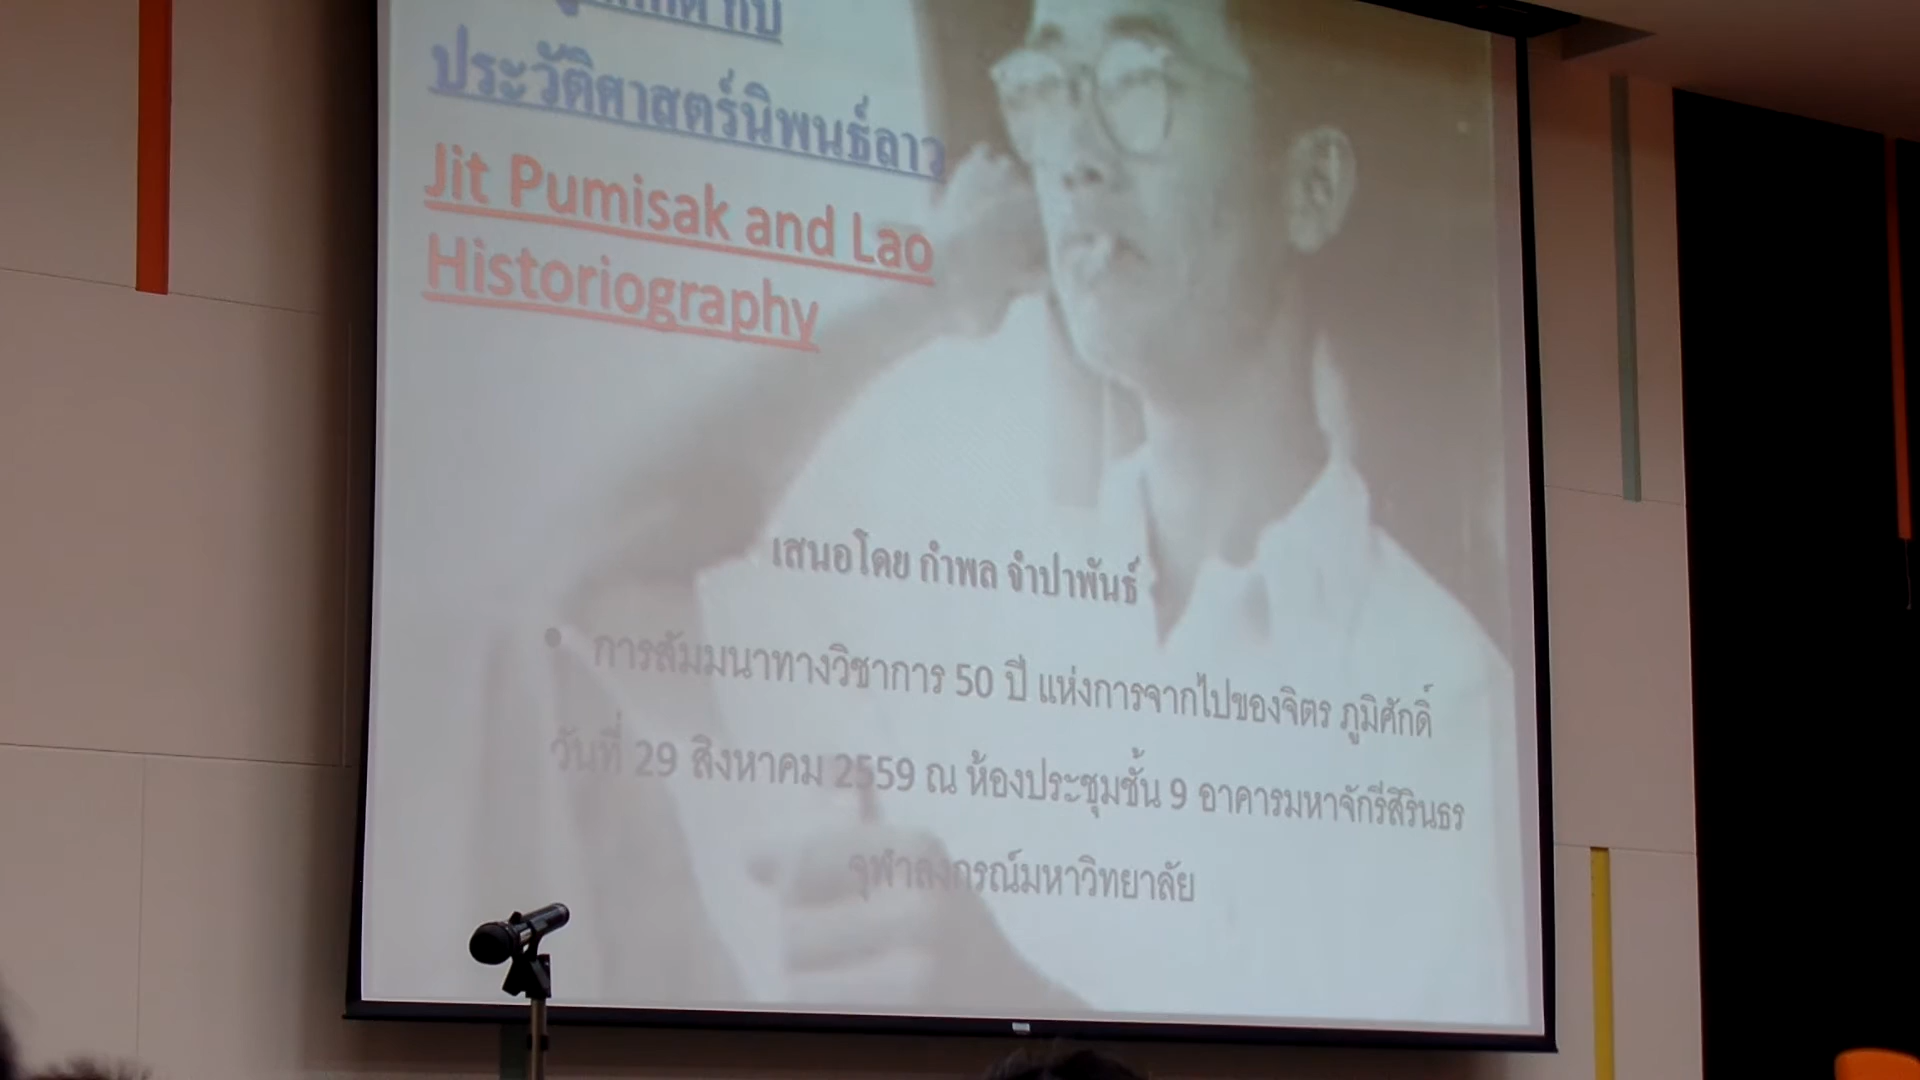 กับ
ประวัติศาสตร์นิพนธ์ลาว
Jit Pumisak and Lao
Historiography
เสนอโดย กำพล จำปาพันธ์
• การสัมมนาทางวิชาการ 50 ปี แห่งการจากไปของจิตร ภูมิศักดิ์
วันที่ 29 สิงหาคม 2559 ณ ห้องประชุมชั้น 9 อาคารมหาจักรีสิรินธร
จุฬาลงกรณ์มหาวิทยาลัย